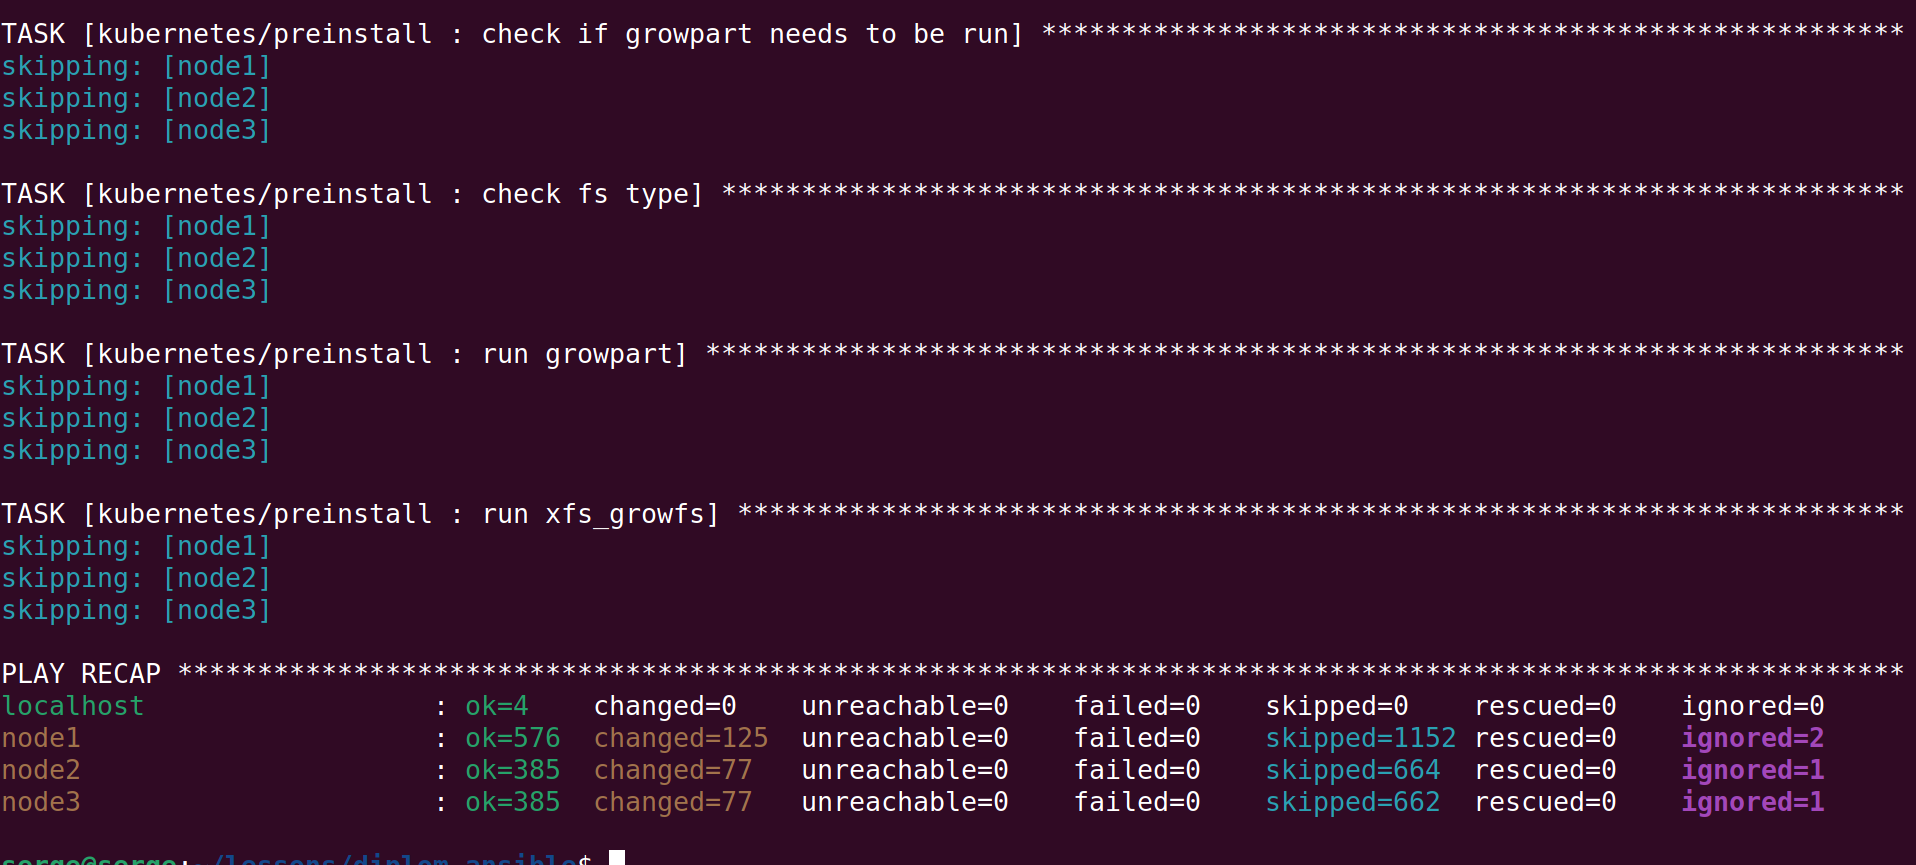 TASK [kubernetes/preinstall : check if growpart needs to be run] ******************************************************
skipping: [node1]
skipping: [node2]
skipping: [node3]
TASK [kubernetes/preinstall : check fs type] **************************************************************************
skipping: [node1]
skipping: [node2]
skipping: [node3]
TASK [kubernetes/preinstall : run growpart] ***************************************************************************
skipping: [node1]
skipping: [node2]
skipping: [node3]
TASK [kubernetes/preinstall : run xfs_growfs] *************************************************************************
skipping: [node1]
skipping: [node2]
skipping: [node3]
PLAY RECAP ************************************************************************************************************
localhost                  : ok=4    changed=0    unreachable=0    failed=0    skipped=0    rescued=0    ignored=0
node1                      : ok=576  changed=125  unreachable=0    failed=0    skipped=1152 rescued=0    ignored=2
node2                      : ok=385  changed=77   unreachable=0    failed=0    skipped=664  rescued=0    ignored=1
node3                      : ok=385  changed=77   unreachable=0    failed=0    skipped=662  rescued=0    ignored=1
serge@serge:~/lessons/diplom_ansible$